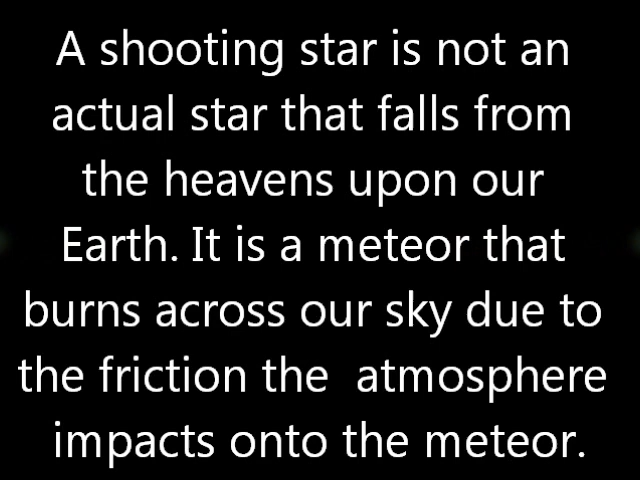 A shooting star is not an
actual star that falls from
the heavens upon our
Earth. It is a meteor that
burns across our sky due to
the friction the  atmosphere
impacts onto the meteor.